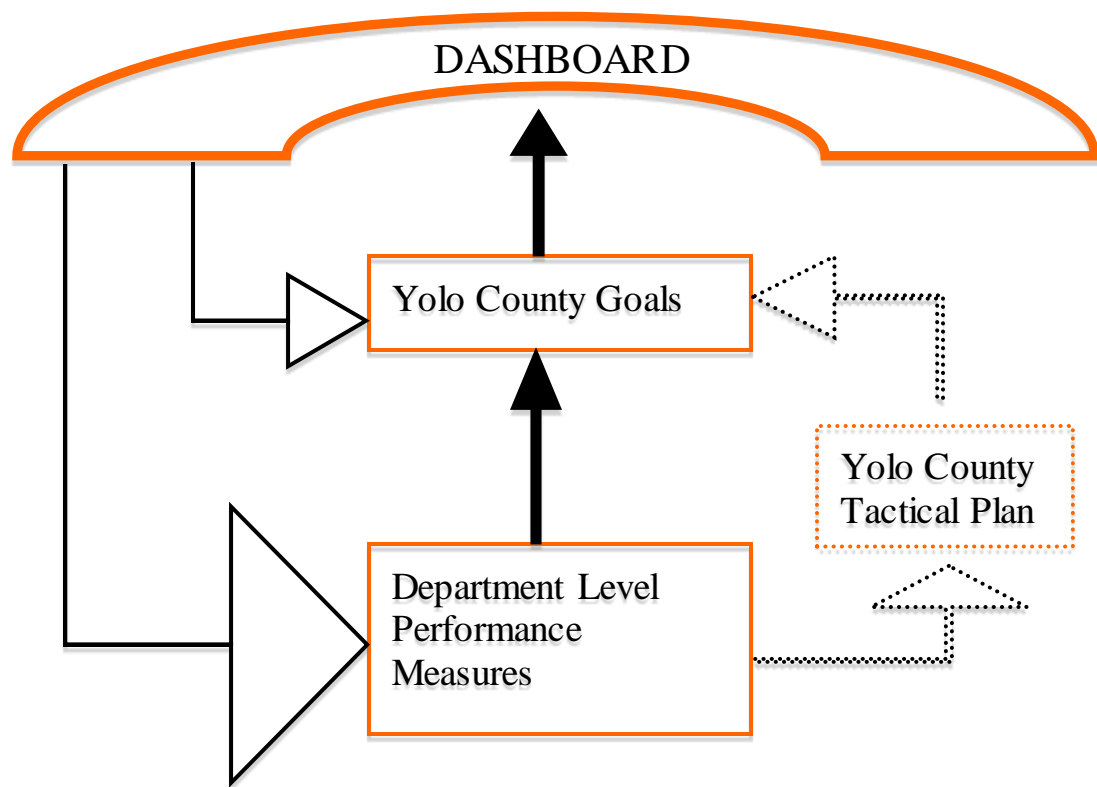 DASHBOARD
Yolo County Goals
Yolo County
Tactical Plan
Department Level
Performance
Measures